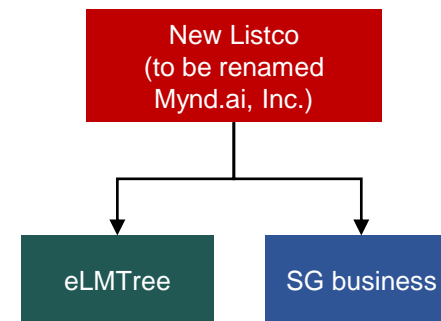 New Listco
(to be renamed
Mynd.ai, Inc.)
eLMTree
SG business